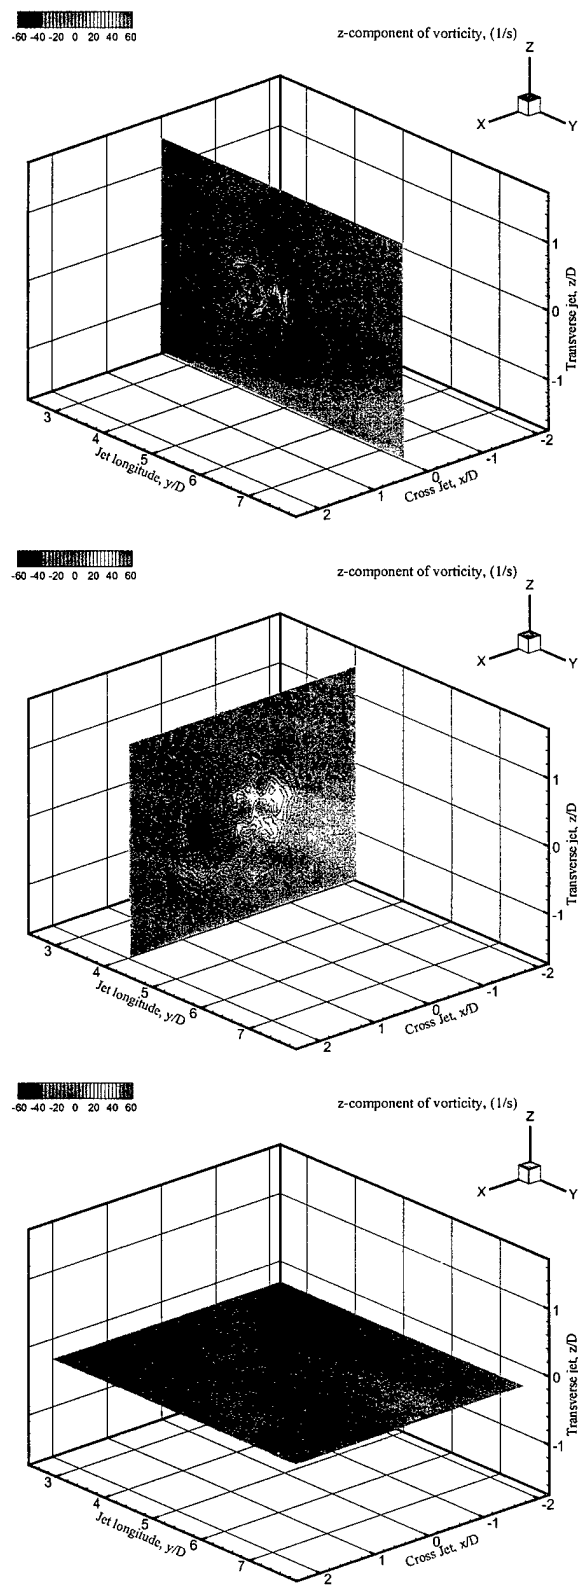 -60 -40 -20 0 20 40 60
z-component of vorticity, (1/s)
Z
X
Y
1
0
-1
Transverse jet, z/D
3
4
5
6
7
Jet longitude, y/D
2
1
0
-1
-2
Cross Jet, x/D
-60 -40 -20 0 20 40 60
z-component of vorticity, (1/s)
Z
X
Y
1
0
-1
Transverse jet, z/D
3
4
5
6
7
Jet longitude, y/D
2
1
0
-1
-2
Cross Jet, x/D
-60 -40 -20 0 20 40 60
z-component of vorticity, (1/s)
Z
X
Y
1
0
-1
Transverse jet, z/D
3
4
5
6
7
Jet longitude, y/D
2
1
0
-1
-2
Cross Jet, x/D